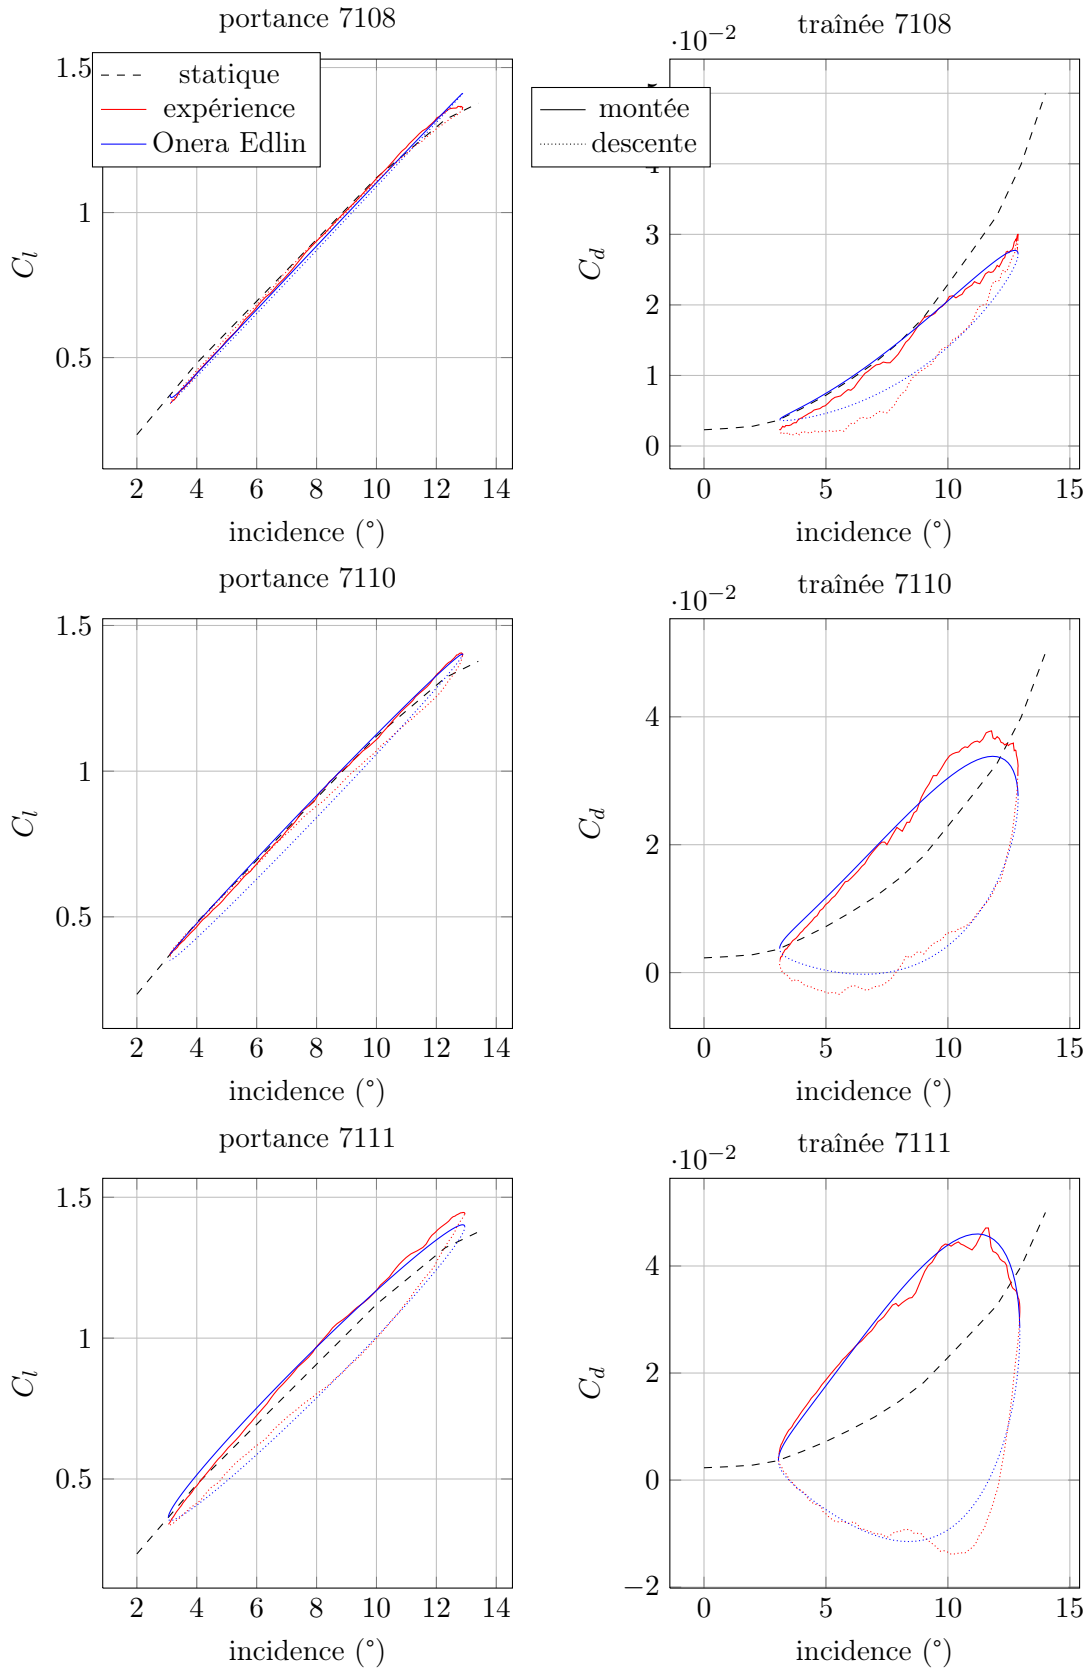 portance 7108
traînée 7108
·10⁻²
statique
expérience
Onera Edlin
montée
descente
1.5
1
0.5
C_l
2 4 6 8 10 12 14
incidence (°)
3
2
1
0
C_d
0 5 10 15
incidence (°)
portance 7110
traînée 7110
·10⁻²
1.5
1
0.5
C_l
2 4 6 8 10 12 14
incidence (°)
4
2
0
C_d
0 5 10 15
incidence (°)
portance 7111
traînée 7111
·10⁻²
1.5
1
0.5
C_l
2 4 6 8 10 12 14
incidence (°)
4
2
0
−2
C_d
0 5 10 15
incidence (°)